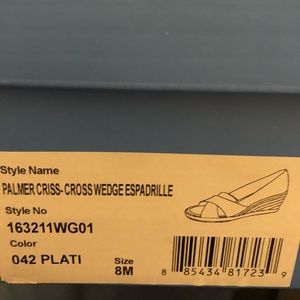 Style Name
PALMER CRISS-CROSS WEDGE ESPADRILLE
Style No
163211WG01
Color
042 PLATI
Size
8M
8 85434 81723 9